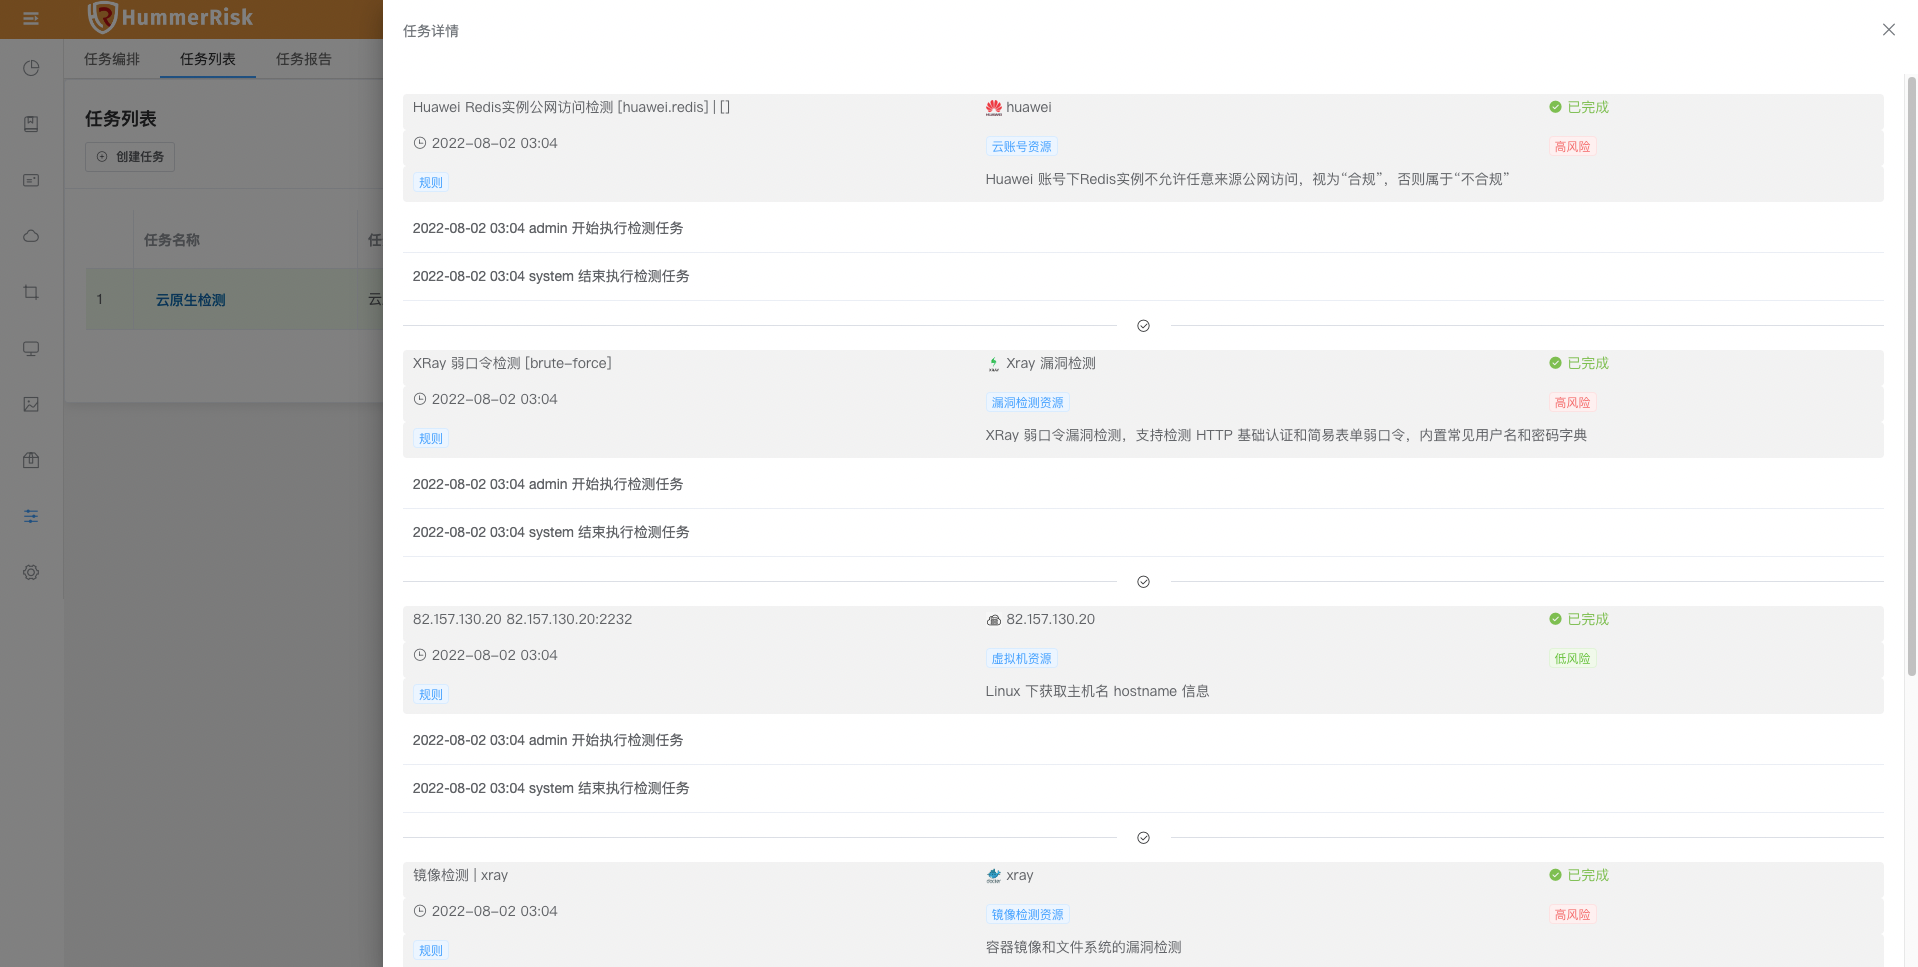 HummerRisk
任务编排 任务列表 任务报告
任务列表
创建任务
任务名称 任
1 云原生检测 云
任务详情
Huawei Redis实例公网访问检测 [huawei.redis] | [] HUAWEI huawei 已完成
2022-08-02 03:04 云账号资源 高风险
规则 Huawei 账号下Redis实例不允许任意来源公网访问，视为“合规”，否则属于“不合规”
2022-08-02 03:04 admin 开始执行检测任务
2022-08-02 03:04 system 结束执行检测任务
XRay 弱口令检测 [brute-force] XRAY Xray 漏洞检测 已完成
2022-08-02 03:04 漏洞检测资源 高风险
规则 XRay 弱口令漏洞检测，支持检测 HTTP 基础认证和简易表单弱口令，内置常见用户名和密码字典
2022-08-02 03:04 admin 开始执行检测任务
2022-08-02 03:04 system 结束执行检测任务
82.157.130.20 82.157.130.20:2232 82.157.130.20 已完成
2022-08-02 03:04 虚拟机资源 低风险
规则 Linux 下获取主机名 hostname 信息
2022-08-02 03:04 admin 开始执行检测任务
2022-08-02 03:04 system 结束执行检测任务
镜像检测 | xray docker xray 已完成
2022-08-02 03:04 镜像检测资源 高风险
规则 容器镜像和文件系统的漏洞检测